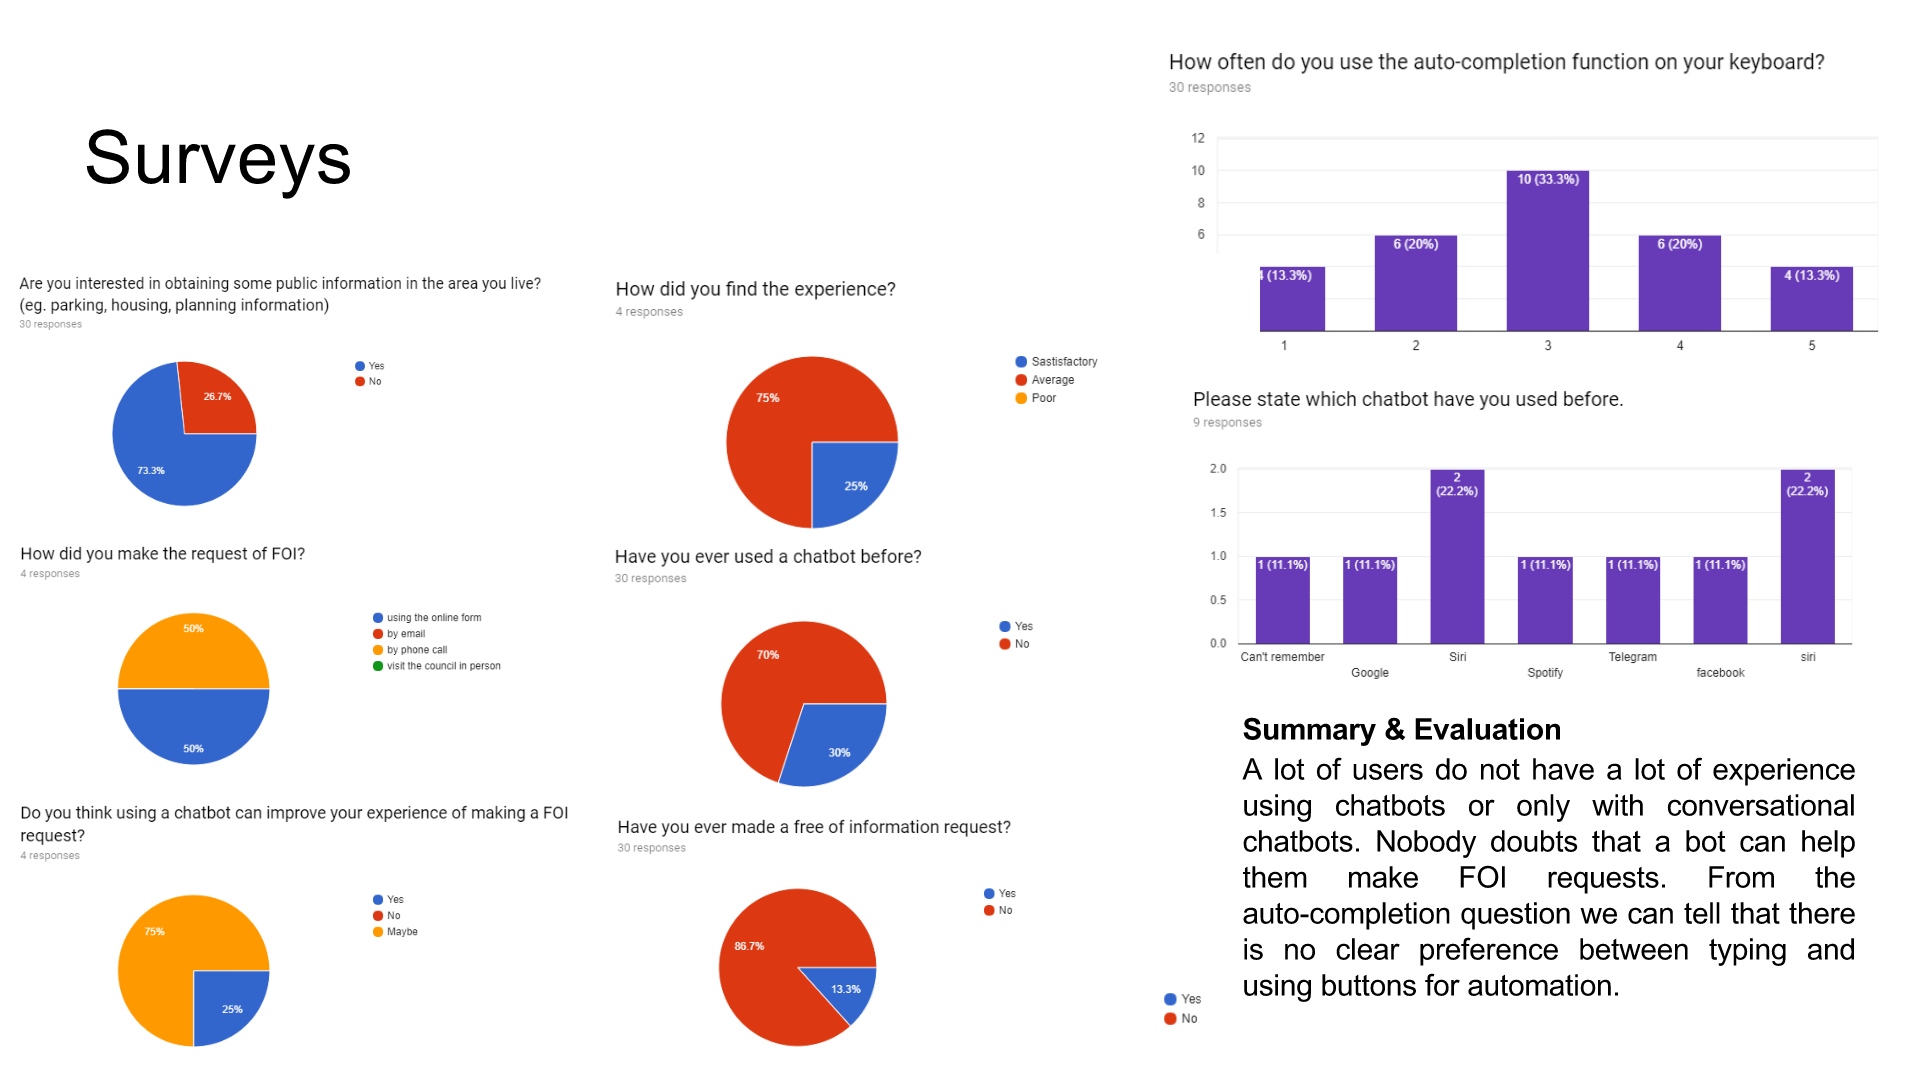 Surveys
Are you interested in obtaining some public information in the area you live?
(eg. parking, housing, planning information)
30 responses
Yes
No
26.7%
73.3%
How did you make the request of FOI?
4 responses
using the online form
by email
by phone call
visit the council in person
50%
50%
Do you think using a chatbot can improve your experience of making a FOI
request?
4 responses
Yes
No
Maybe
75%
25%
How did you find the experience?
4 responses
Sastisfactory
Average
Poor
75%
25%
Have you ever used a chatbot before?
30 responses
Yes
No
70%
30%
Have you ever made a free of information request?
30 responses
Yes
No
86.7%
13.3%
Yes
No
How often do you use the auto-completion function on your keyboard?
30 responses
12
10
8
6
4 (13.3%)
6 (20%)
10 (33.3%)
6 (20%)
4 (13.3%)
1 2 3 4 5
Please state which chatbot have you used before.
9 responses
2.0
1.5
1.0
0.5
0.0
1 (11.1%)
1 (11.1%)
2
(22.2%)
1 (11.1%)
1 (11.1%)
1 (11.1%)
2
(22.2%)
Can't remember
Google
Siri
Spotify
Telegram
facebook
siri
Summary & Evaluation
A lot of users do not have a lot of experience
using chatbots or only with conversational
chatbots. Nobody doubts that a bot can help
them make FOI requests. From the
auto-completion question we can tell that there
is no clear preference between typing and
using buttons for automation.